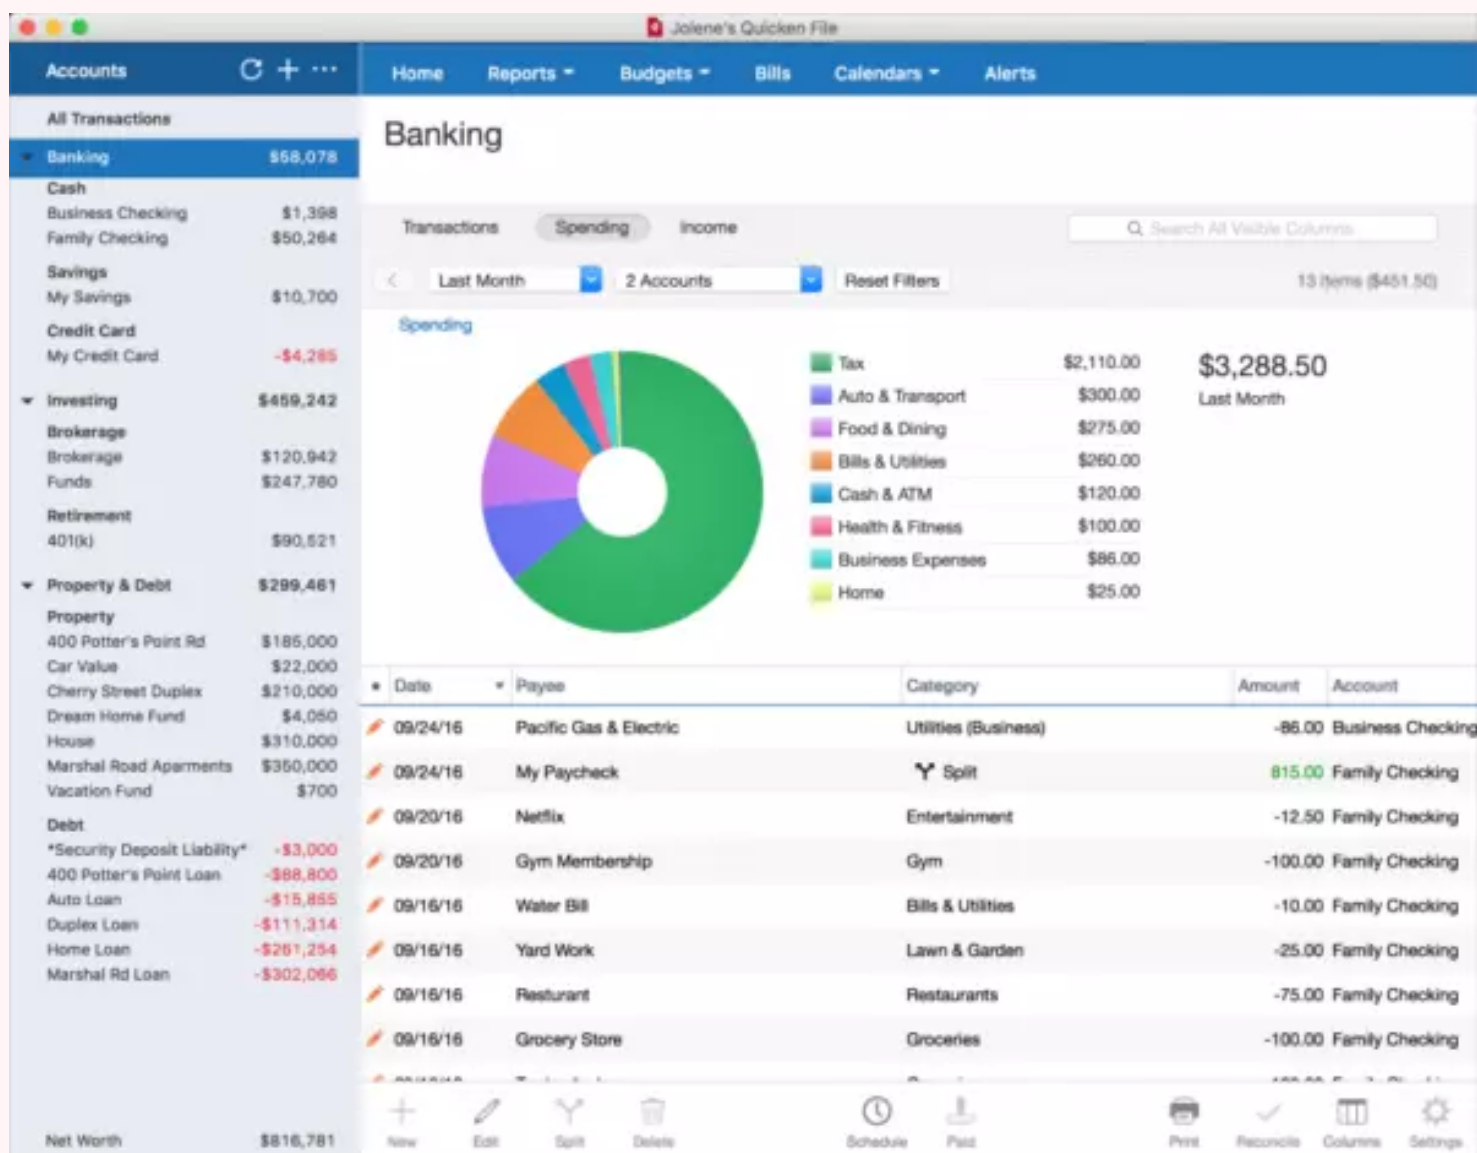 Jolene's Quicken File
Accounts
Home Reports Budgets Bills Calendars Alerts
All Transactions
Banking $58,078
Cash
Business Checking $1,398
Family Checking $50,264
Savings
My Savings $10,700
Credit Card
My Credit Card -$4,285
Investing $459,242
Brokerage
Brokerage $120,942
Funds $247,780
Retirement
401(k) $90,521
Property & Debt $299,461
Property
400 Potter's Point Rd $185,000
Car Value $22,000
Cherry Street Duplex $210,000
Dream Home Fund $4,050
House $310,000
Marshal Road Aparments $350,000
Vacation Fund $700
Debt
*Security Deposit Liability* -$3,000
400 Potter's Point Loan -$88,800
Auto Loan -$15,855
Duplex Loan -$111,314
Home Loan -$261,254
Marshal Rd Loan -$302,066
Net Worth $816,781
Banking
Transactions Spending Income
Search All Visible Columns
Last Month 2 Accounts Reset Filters
13 Items ($451.50)
Spending
Tax $2,110.00
Auto & Transport $300.00
Food & Dining $275.00
Bills & Utilities $260.00
Cash & ATM $120.00
Health & Fitness $100.00
Business Expenses $86.00
Home $25.00
$3,288.50
Last Month
Date Payee Category Amount Account
09/24/16 Pacific Gas & Electric Utilities (Business) -86.00 Business Checking
09/24/16 My Paycheck Split 815.00 Family Checking
09/20/16 Netflix Entertainment -12.50 Family Checking
09/20/16 Gym Membership Gym -100.00 Family Checking
09/16/16 Water Bill Bills & Utilities -10.00 Family Checking
09/16/16 Yard Work Lawn & Garden -25.00 Family Checking
09/16/16 Resturant Restaurants -75.00 Family Checking
09/16/16 Grocery Store Groceries -100.00 Family Checking
New Edit Split Delete Schedule Paid Print Reconcile Columns Settings